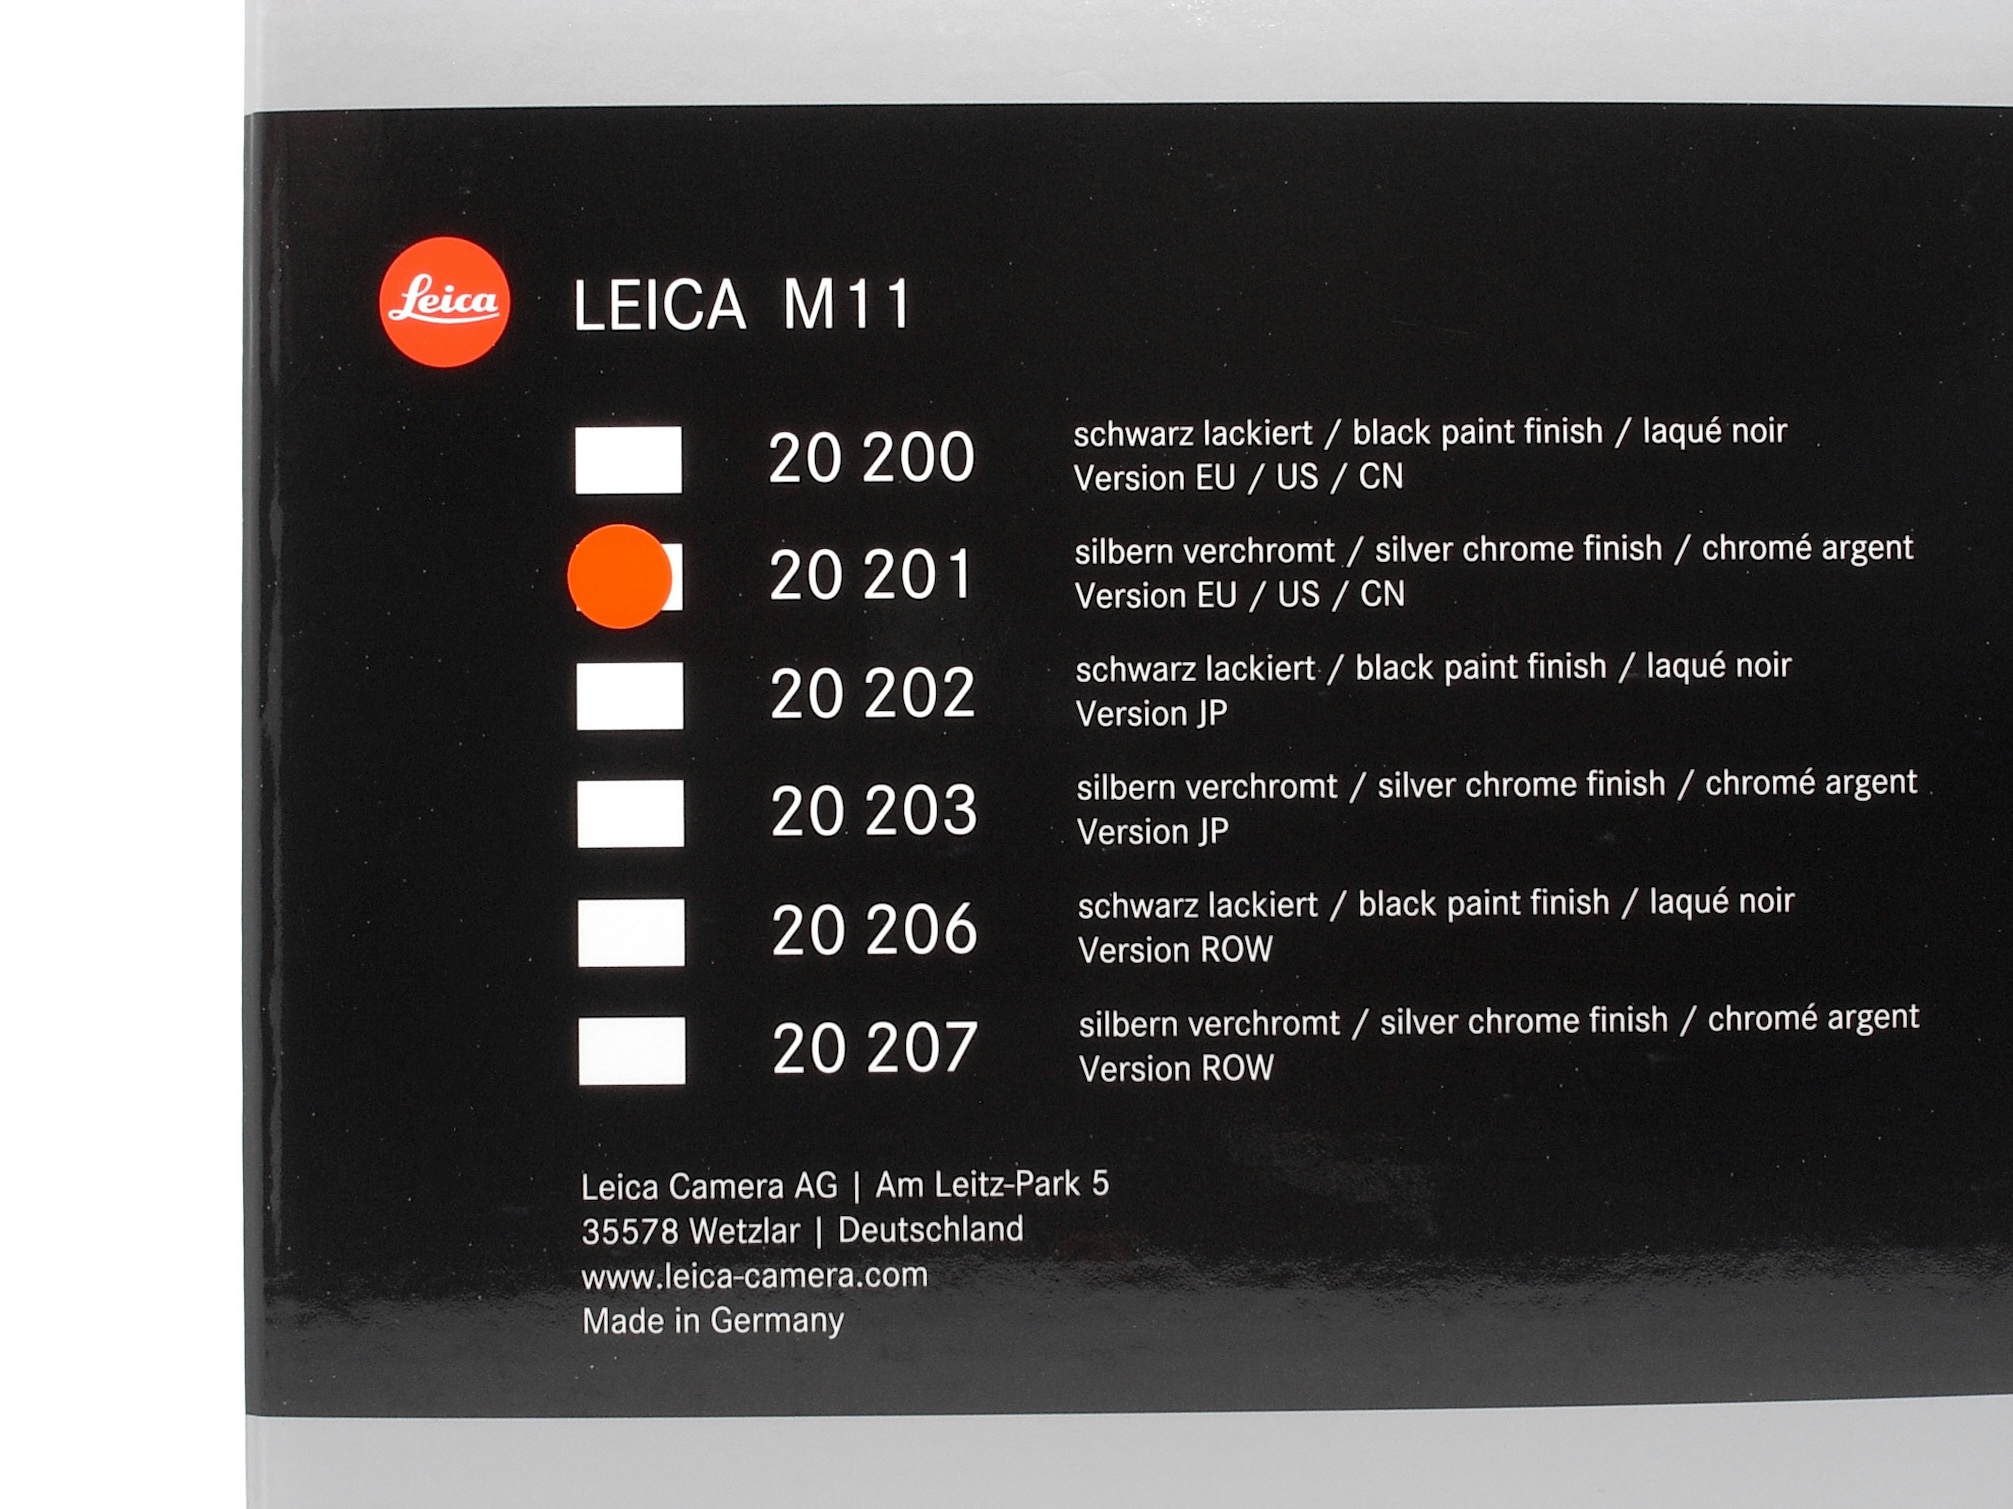 Leica
LEICA M11
20 200
schwarz lackiert / black paint finish / laqué noir
Version EU / US / CN
20 201
silbern verchromt / silver chrome finish / chromé argent
Version EU / US / CN
20 202
schwarz lackiert / black paint finish / laqué noir
Version JP
20 203
silbern verchromt / silver chrome finish / chromé argent
Version JP
20 206
schwarz lackiert / black paint finish / laqué noir
Version ROW
20 207
silbern verchromt / silver chrome finish / chromé argent
Version ROW
Leica Camera AG | Am Leitz-Park 5
35578 Wetzlar | Deutschland
www.leica-camera.com
Made in Germany